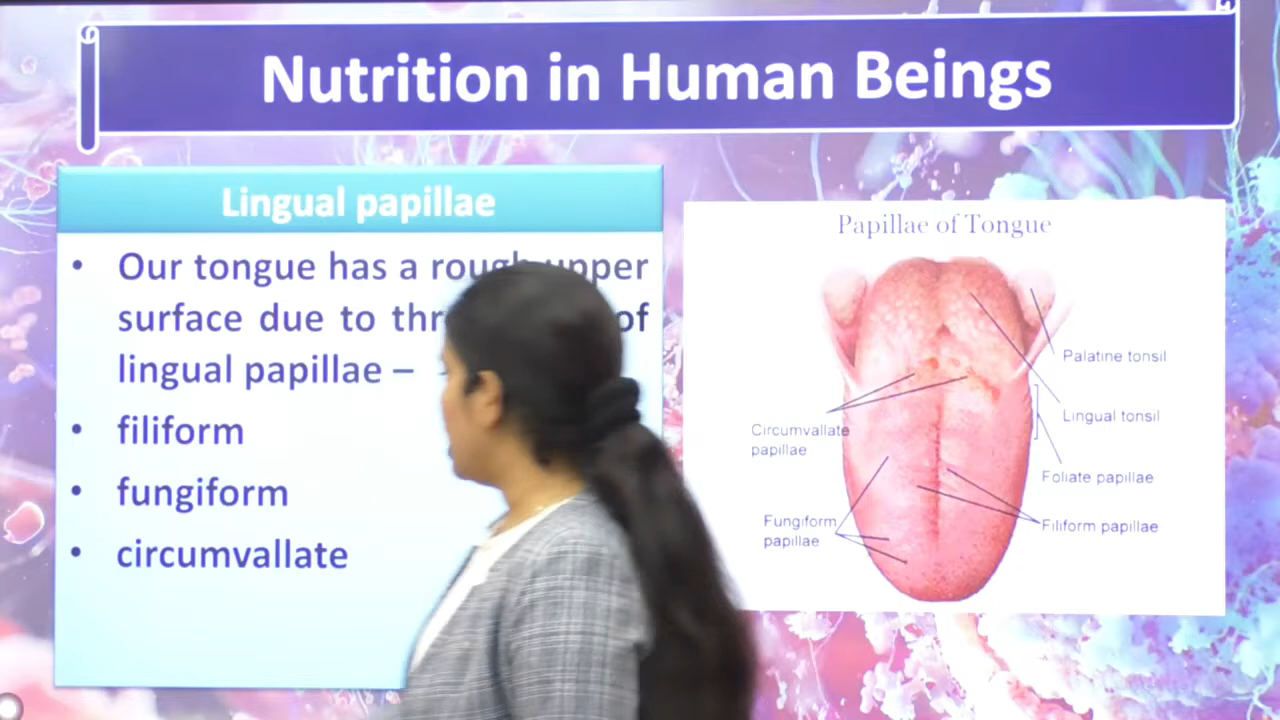 Nutrition in Human Beings
Lingual papillae
• Our tongue has a rough upper
surface due to of
lingual papillae –
• filiform
• fungiform
• circumvallate
Papillae of Tongue
Palatine tonsil
Lingual tonsil
Circumvallate
papillae
Foliate papillae
Fungiform
papillae
Filiform papillae